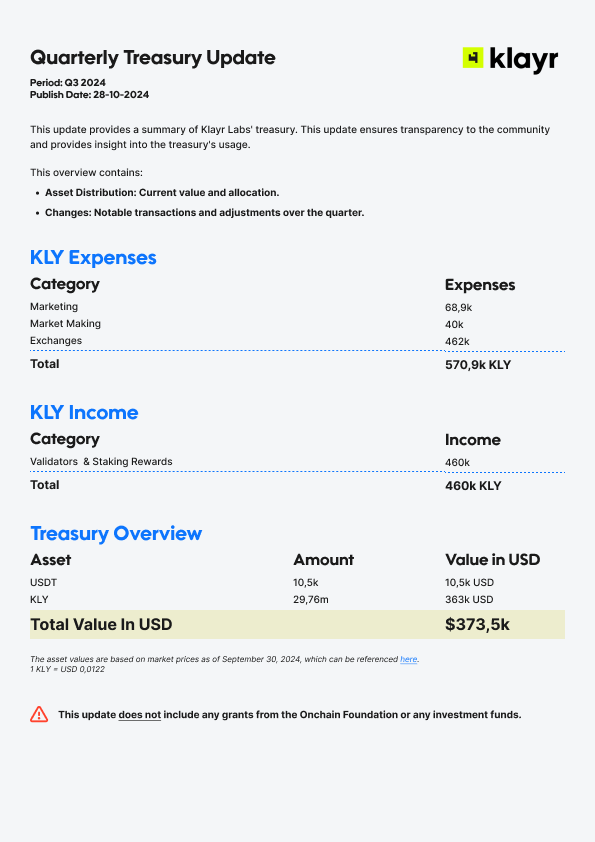 Quarterly Treasury Update
klayr
Period: Q3 2024
Publish Date: 28-10-2024
This update provides a summary of Klayr Labs' treasury. This update ensures transparency to the community
and provides insight into the treasury's usage.
This overview contains:
• Asset Distribution: Current value and allocation.
• Changes: Notable transactions and adjustments over the quarter.
KLY Expenses
Category Expenses
Marketing 68,9k
Market Making 40k
Exchanges 462k
Total 570,9k KLY
KLY Income
Category Income
Validators & Staking Rewards 460k
Total 460k KLY
Treasury Overview
Asset Amount Value in USD
USDT 10,5k 10,5k USD
KLY 29,76m 363k USD
Total Value In USD $373,5k
The asset values are based on market prices as of September 30, 2024, which can be referenced here.
1 KLY = USD 0,0122
This update does not include any grants from the Onchain Foundation or any investment funds.